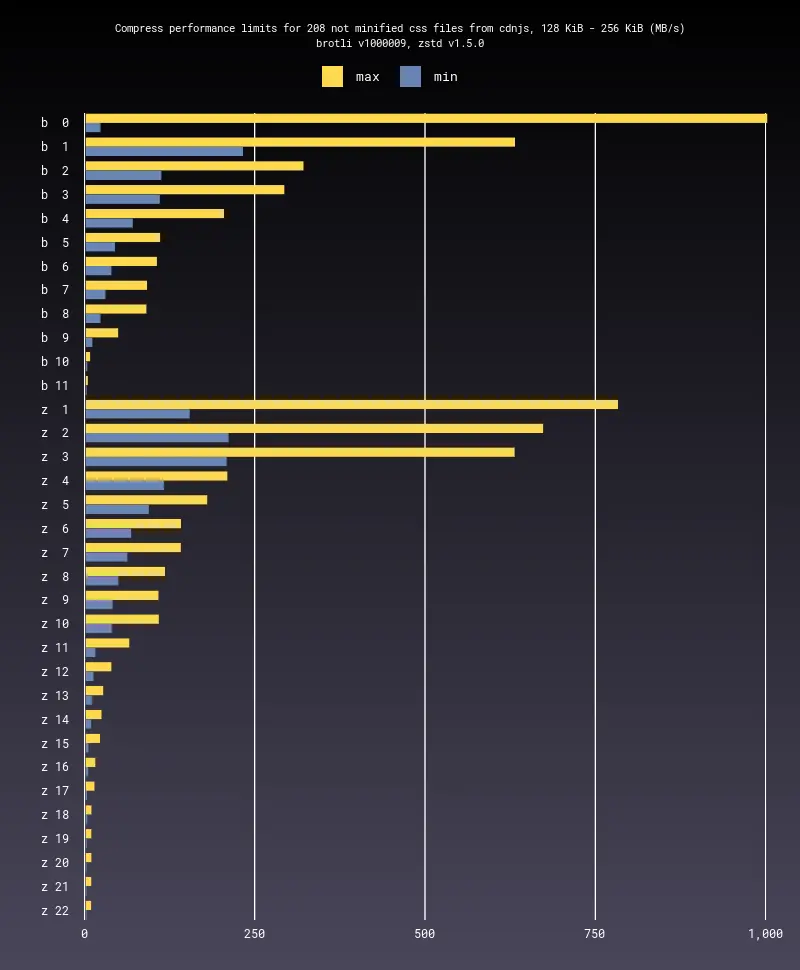 Compress performance limits for 208 not minified css files from cdnjs, 128 KiB - 256 KiB (MB/s)
brotli v1000009, zstd v1.5.0
max min
b 0
b 1
b 2
b 3
b 4
b 5
b 6
b 7
b 8
b 9
b 10
b 11
z 1
z 2
z 3
z 4
z 5
z 6
z 7
z 8
z 9
z 10
z 11
z 12
z 13
z 14
z 15
z 16
z 17
z 18
z 19
z 20
z 21
z 22
0 250 500 750 1,000